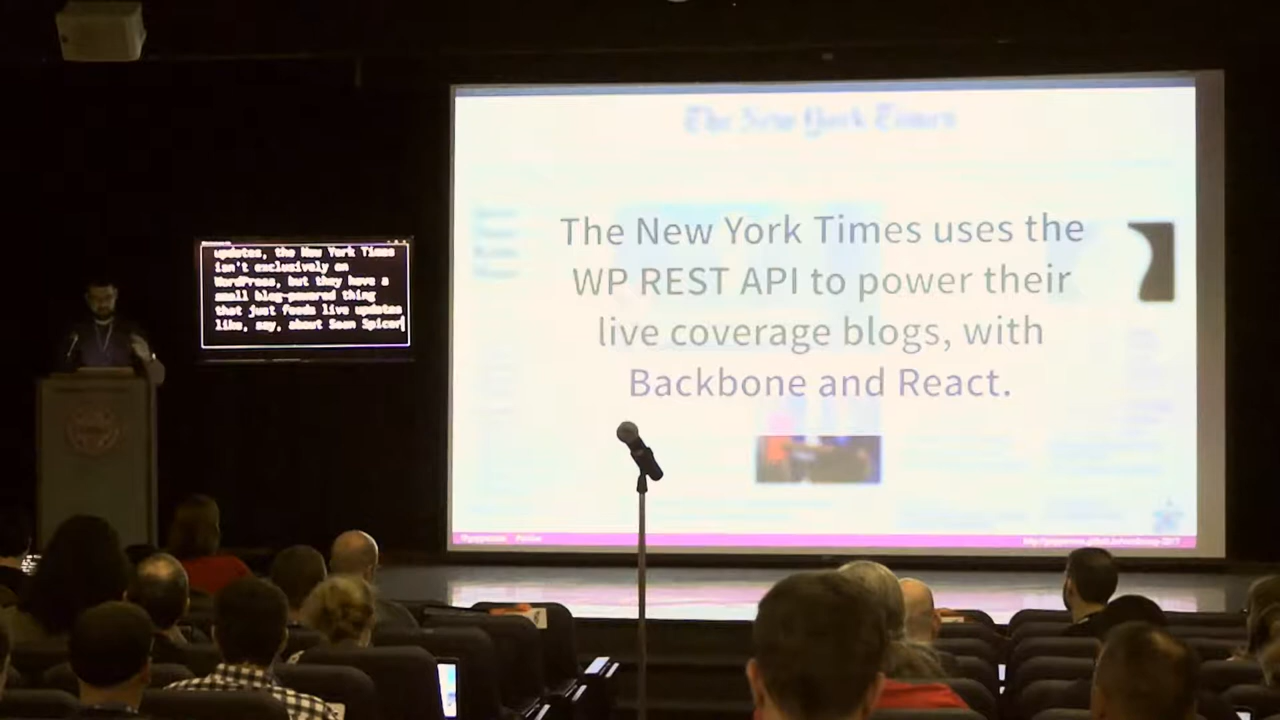 The New York Times
The New York Times uses the
WP REST API to power their
live coverage blogs, with
Backbone and React.
updates, the New York Times
isn't exclusively on
WordPress, but they have a
small blog-powered thing
that just feeds live updates
like, say, about Sean Spicer